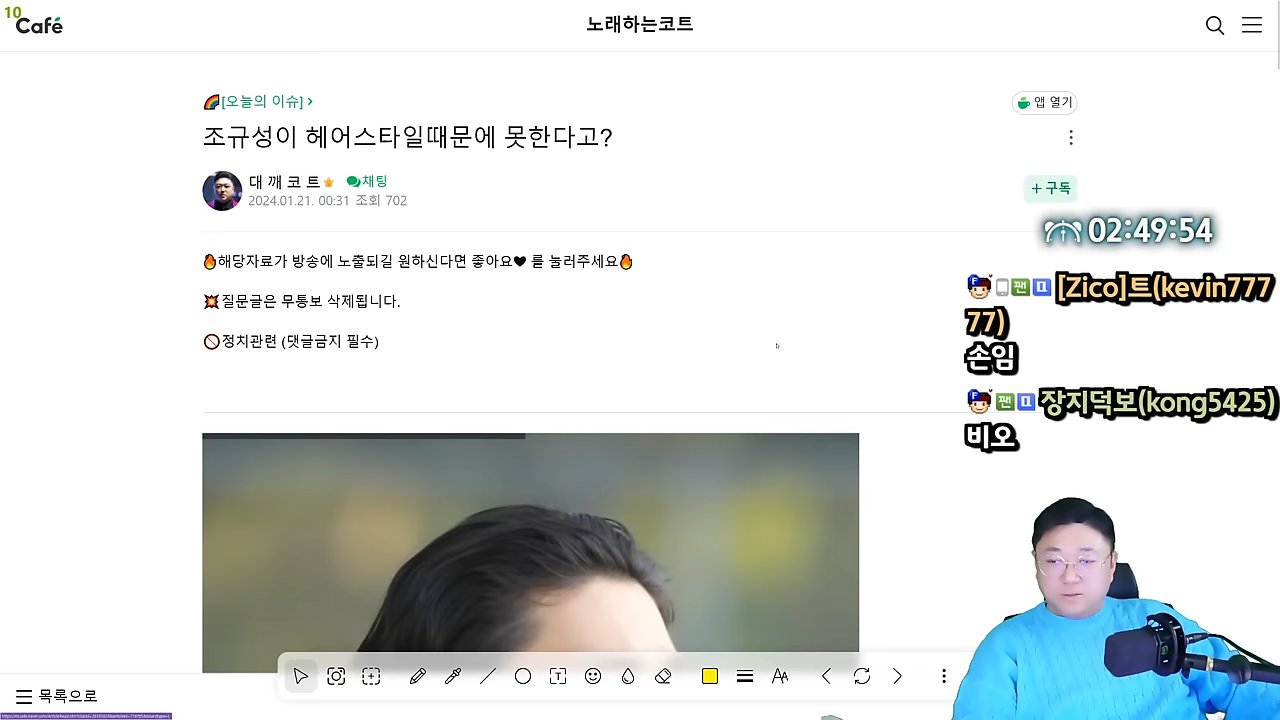 10
Café
노래하는코트
[오늘의 이슈] >
앱 열기
조규성이 헤어스타일때문에 못한다고?
대 깨 코 트 채팅
2024.01.21. 00:31 조회 702
+ 구독
02:49:54
해당자료가 방송에 노출되길 원하신다면 좋아요 를 눌러주세요
질문글은 무통보 삭제됩니다.
정치관련 (댓글금지 필수)
팬 [Zico]트(kevin777
77)
손임
팬 장지덕보(kong5425)
비오
목록으로